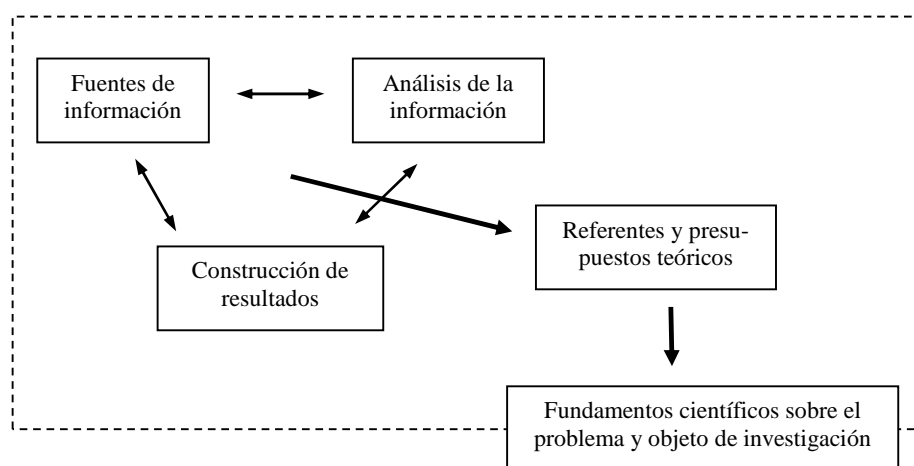 Fuentes de
información
Análisis de la
información
Construcción de
resultados
Referentes y presu-
puestos teóricos
Fundamentos científicos sobre el
problema y objeto de investigación